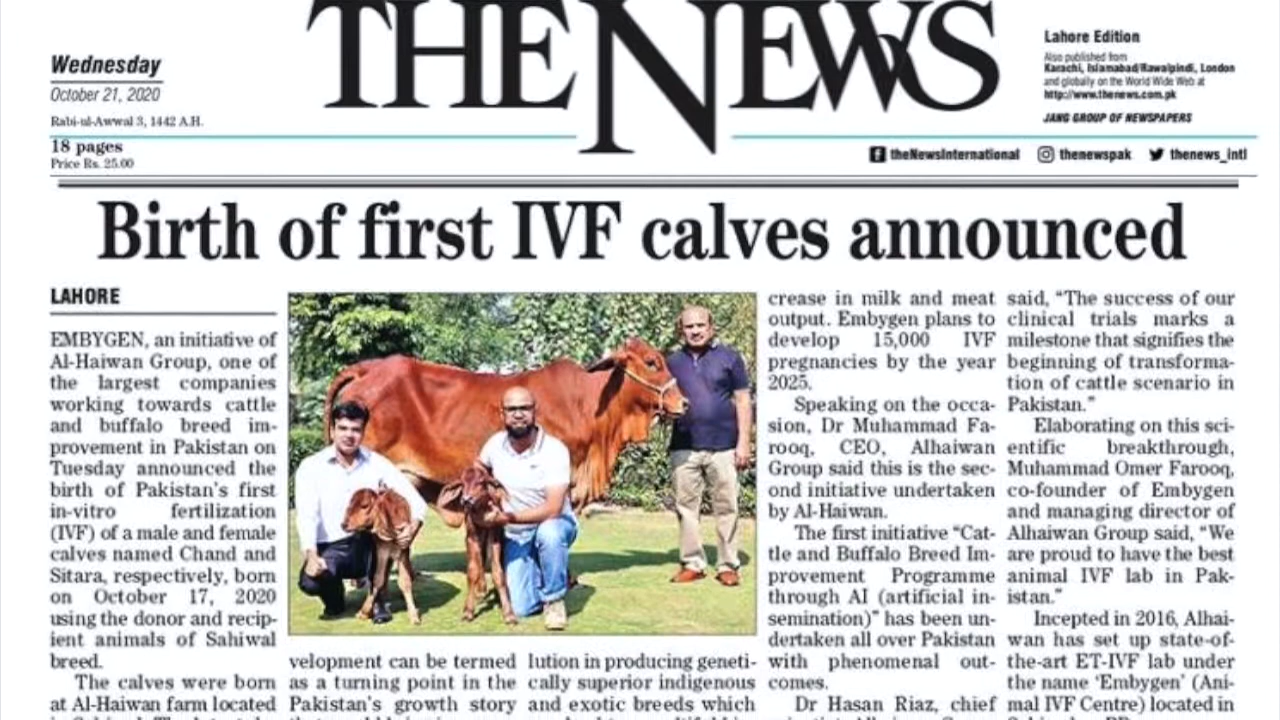 THE NEWS
Wednesday
October 21, 2020
Rabi-ul-Awwal 3, 1442 A.H.
18 pages
Price Rs. 25.00
Lahore Edition
Also published from
Karachi, Islamabad/Rawalpindi, London
and globally on the World Wide Web at
http://www.thenews.com.pk
JANG GROUP OF NEWSPAPERS
theNewsInternational thenewspak thenews_intl
Birth of first IVF calves announced
LAHORE
EMBYGEN, an initiative of
Al-Haiwan Group, one of
the largest companies
working towards cattle
and buffalo breed im-
provement in Pakistan on
Tuesday announced the
birth of Pakistan's first
in-vitro fertilization
(IVF) of a male and female
calves named Chand and
Sitara, respectively, born
on October 17, 2020
using the donor and recip-
ient animals of Sahiwal
breed.
The calves were born
at Al-Haiwan farm located
velopment can be termed
as a turning point in the
Pakistan's growth story
lution in producing geneti-
cally superior indigenous
and exotic breeds which
crease in milk and meat
output. Embygen plans to
develop 15,000 IVF
pregnancies by the year
2025.
Speaking on the occa-
sion, Dr Muhammad Fa-
rooq, CEO, Alhaiwan
Group said this is the sec-
ond initiative undertaken
by Al-Haiwan.
The first initiative "Cat-
tle and Buffalo Breed Im-
provement Programme
through AI (artificial in-
semination)" has been un-
dertaken all over Pakistan
with phenomenal out-
comes.
Dr Hasan Riaz, chief
said, "The success of our
clinical trials marks a
milestone that signifies the
beginning of transforma-
tion of cattle scenario in
Pakistan."
Elaborating on this sci-
entific breakthrough,
Muhammad Omer Farooq,
co-founder of Embygen
and managing director of
Alhaiwan Group said, "We
are proud to have the best
animal IVF lab in Pak-
istan."
Incepted in 2016, Alhai-
wan has set up state-of-
the-art ET-IVF lab under
the name 'Embygen' (Ani-
mal IVF Centre) located in